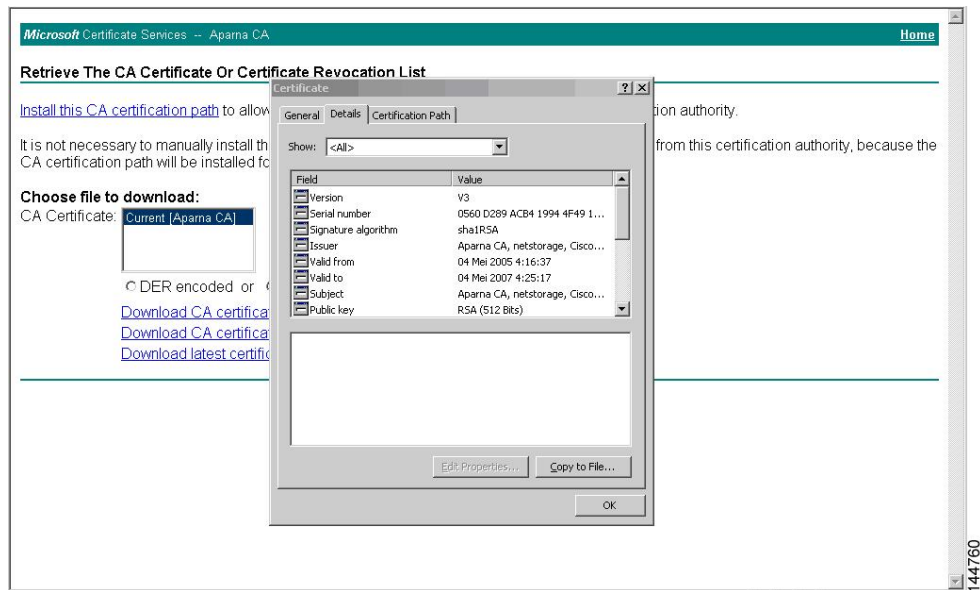 Microsoft Certificate Services -- Aparna CA Home
Retrieve The CA Certificate Or Certificate Revocation List
Install this CA certification path to allow
ion authority.
It is not necessary to manually install th
from this certification authority, because the
CA certification path will be installed fo
Choose file to download:
CA Certificate: Current [Aparna CA]
DER encoded or
Download CA certifica
Download CA certifica
Download latest certific
Certificate
General Details Certification Path
Show: <All>
Field Value
Version V3
Serial number 0560 D289 ACB4 1994 4F49 1...
Signature algorithm sha1RSA
Issuer Aparna CA, netstorage, Cisco...
Valid from 04 Mei 2005 4:16:37
Valid to 04 Mei 2007 4:25:17
Subject Aparna CA, netstorage, Cisco...
Public key RSA (512 Bits)
Edit Properties... Copy to File...
OK
144760